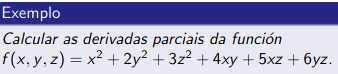 Exemplo
Calcular as derivadas parciais da función
f(x, y, z) = x² + 2y² + 3z² + 4xy + 5xz + 6yz.